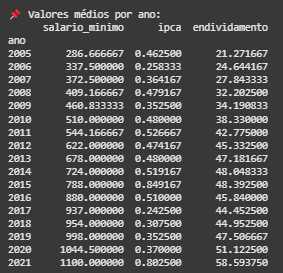 📌 Valores médios por ano:
salario_minimo ipca endividamento
ano
2005 286.666667 0.462500 21.271667
2006 337.500000 0.258333 24.644167
2007 372.500000 0.364167 27.843333
2008 409.166667 0.479167 32.202500
2009 460.833333 0.352500 34.190833
2010 510.000000 0.480000 38.330000
2011 544.166667 0.526667 42.775000
2012 622.000000 0.474167 45.332500
2013 678.000000 0.480000 47.181667
2014 724.000000 0.519167 48.048333
2015 788.000000 0.849167 48.392500
2016 880.000000 0.510000 45.840000
2017 937.000000 0.242500 44.452500
2018 954.000000 0.307500 44.952500
2019 998.000000 0.352500 47.506667
2020 1044.500000 0.370000 51.122500
2021 1100.000000 0.802500 58.593750